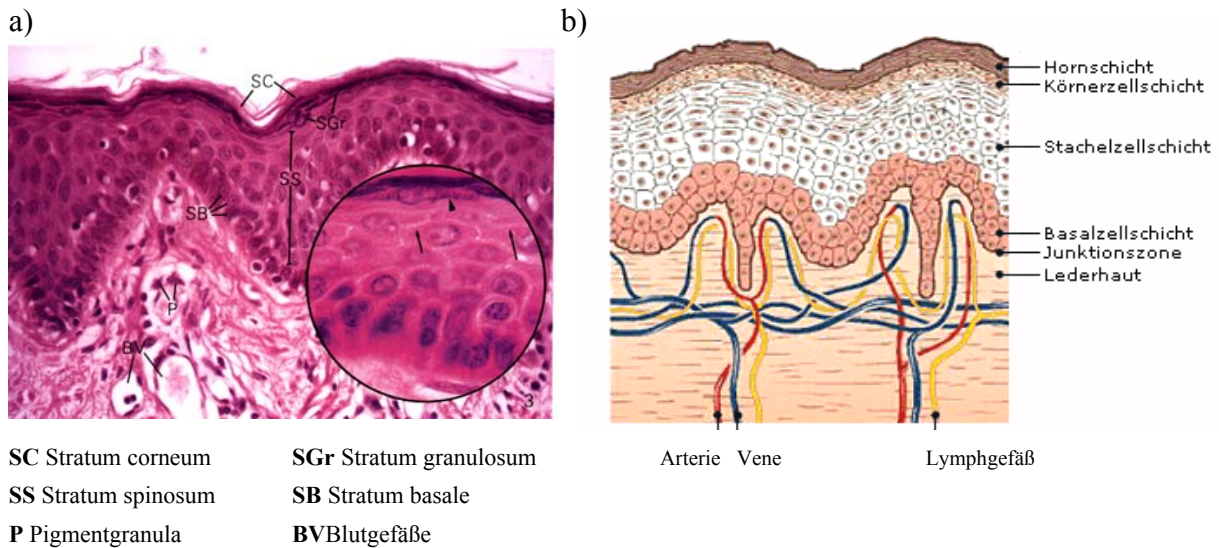 a)
SC
SGr
SS
SB
P
BV
3
SC Stratum corneum
SGr Stratum granulosum
SS Stratum spinosum
SB Stratum basale
P Pigmentgranula
BVBlutgefäße
b)
Hornschicht
Körnerzellschicht
Stachelzellschicht
Basalzellschicht
Junktionszone
Lederhaut
Arterie
Vene
Lymphgefäß